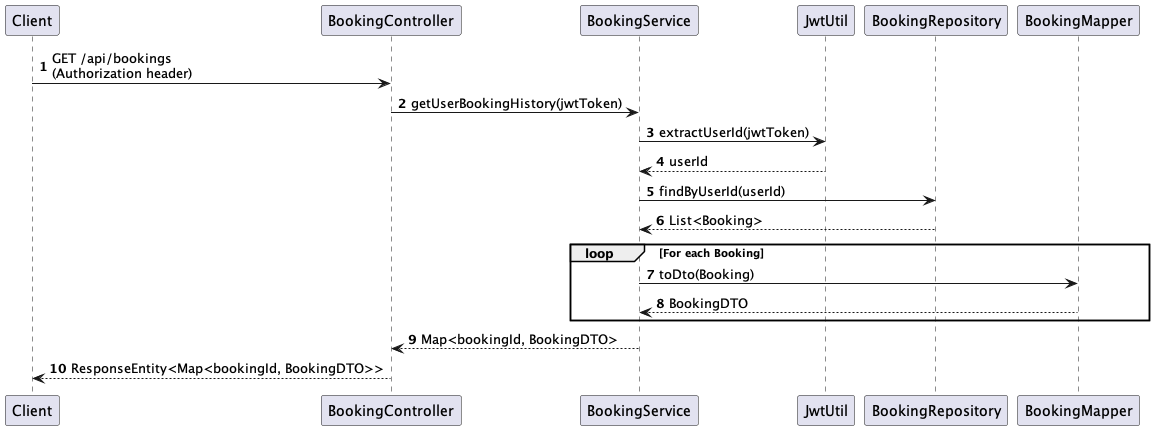 Client BookingController BookingService JwtUtil BookingRepository BookingMapper
1 GET /api/bookings
(Authorization header)
2 getUserBookingHistory(jwtToken)
3 extractUserId(jwtToken)
4 userId
5 findByUserId(userId)
6 List<Booking>
loop [For each Booking]
7 toDto(Booking)
8 BookingDTO
9 Map<bookingId, BookingDTO>
10 ResponseEntity<Map<bookingId, BookingDTO>>
Client BookingController BookingService JwtUtil BookingRepository BookingMapper